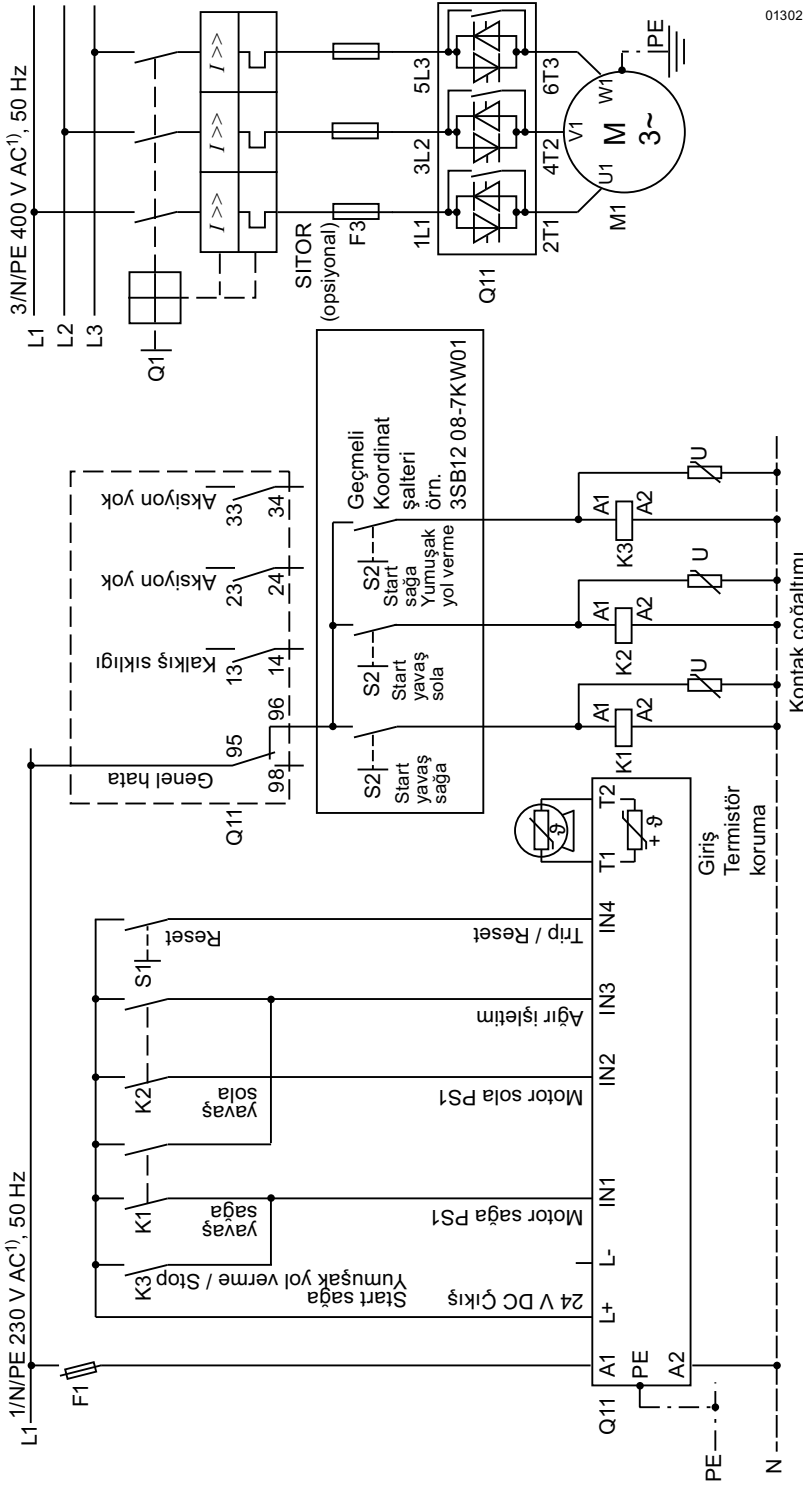 01302
1/N/PE 230 V AC1), 50 Hz
L1
F1
K3
Start sağa
Yumuşak yol verme / Stop
K1
yavaş
sağa
K2
yavaş
sola
S1
Reset
24 V DC Çıkış
Motor sağa PS1
Motor sola PS1
Ağır işletim
Trip / Reset
Q11
A1
L+
L-
IN1
IN2
IN3
IN4
T1
T2
PE
A2
ϑ
+ ϑ
Giriş
Termistör
koruma
PE
N
Q11
Genel hata
95
98
96
Kalkış sıklıgı
13
14
Aksiyon yok
23
24
Aksiyon yok
33
34
S2
Start
yavaş
sağa
S2
Start
yavaş
sola
S2
Start
sağa
Yumuşak
yol verme
Geçmeli
Koordinat
şalteri
örn.
3SB12 08-7KW01
K1
A1
A2
U
K2
A1
A2
U
K3
A1
A2
U
Kontak çoğaltımı
3/N/PE 400 V AC1), 50 Hz
L1
L2
L3
Q1
I >>
I >>
I >>
SITOR
(opsiyonal)
F3
1L1
3L2
5L3
Q11
2T1
4T2
6T3
U1
V1
W1
M
3~
M1
PE